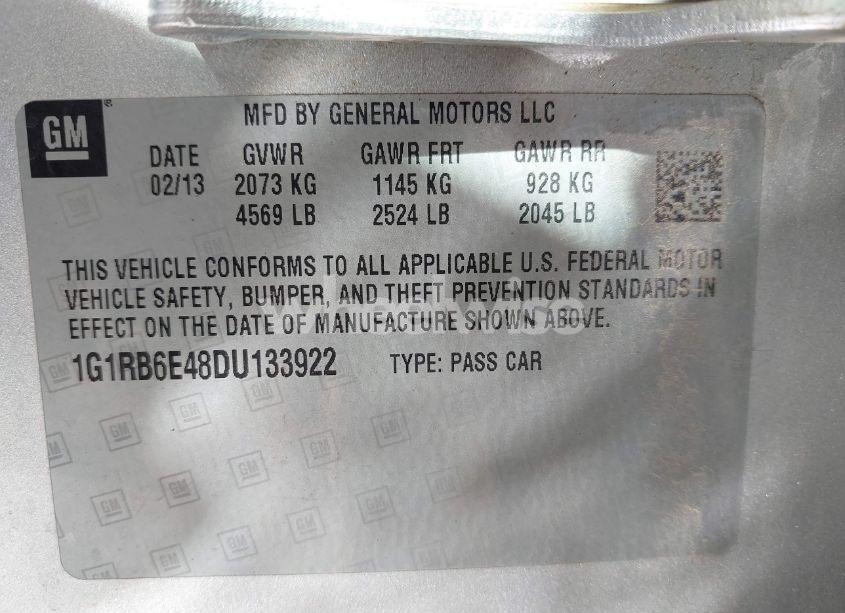 GM
MFD BY GENERAL MOTORS LLC
DATE GVWR GAWR FRT GAWR RR
02/13 2073 KG 1145 KG 928 KG
4569 LB 2524 LB 2045 LB
THIS VEHICLE CONFORMS TO ALL APPLICABLE U.S. FEDERAL MOTOR
VEHICLE SAFETY, BUMPER, AND THEFT PREVENTION STANDARDS IN
EFFECT ON THE DATE OF MANUFACTURE SHOWN ABOVE.
1G1RB6E48DU133922 TYPE: PASS CAR